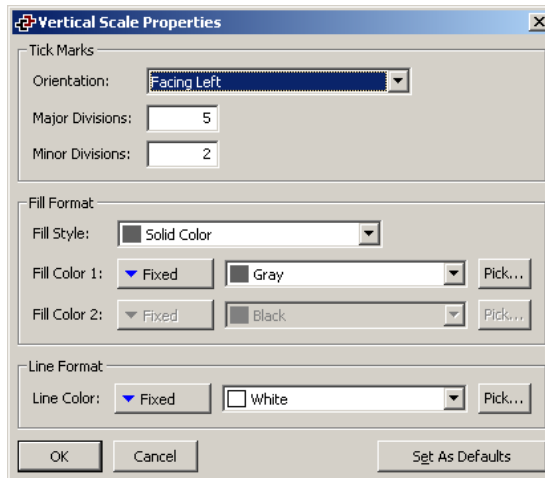 Vertical Scale Properties
Tick Marks
Orientation: Facing Left
Major Divisions: 5
Minor Divisions: 2
Fill Format
Fill Style: Solid Color
Fill Color 1: Fixed Gray Pick...
Fill Color 2: Fixed Black Pick...
Line Format
Line Color: Fixed White Pick...
OK Cancel Set As Defaults